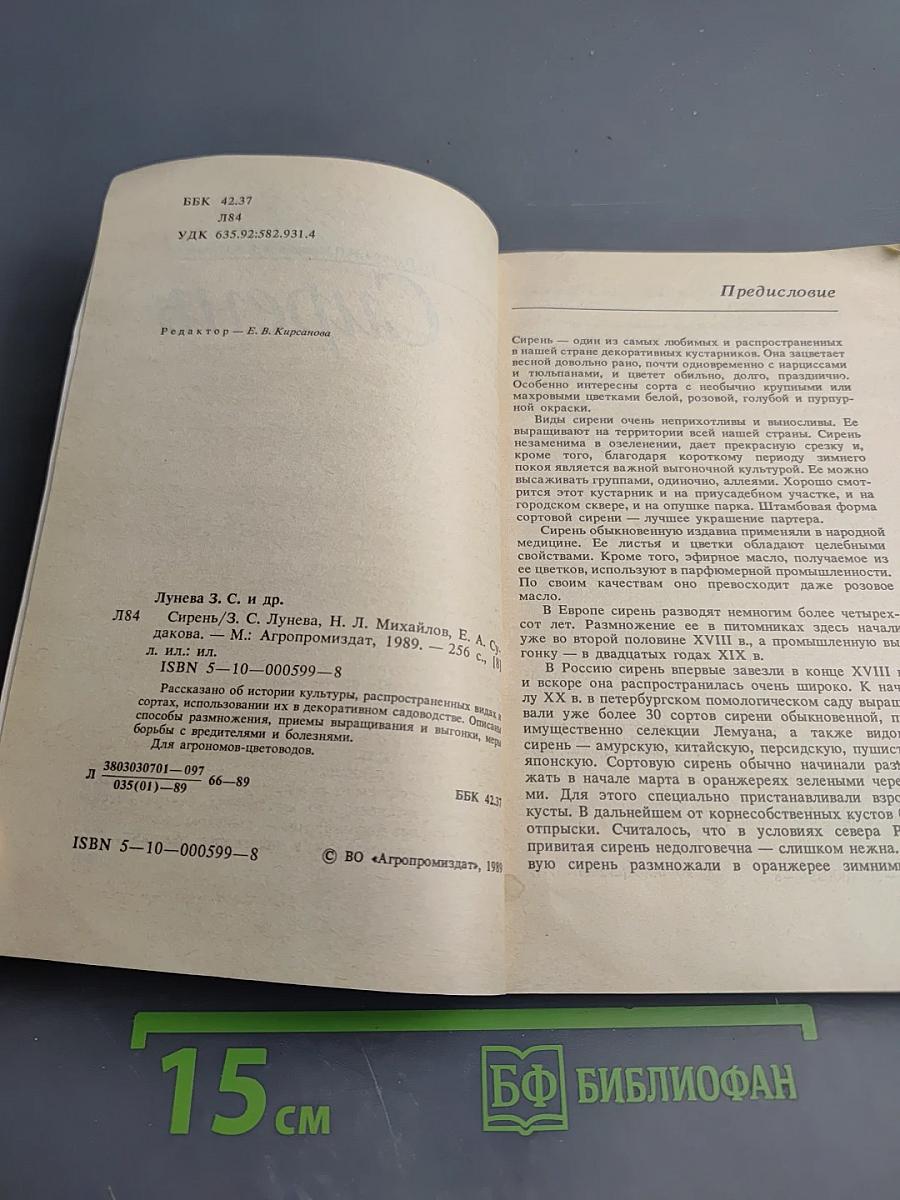 ББК 42.37
Л84
УДК 635.92:582.931.4
Редактор — Е. В. Кирсанова
Лунева З. С. и др.
Л84 Сирень/З. С. Лунева, Н. Л. Михайлов, Е. А. Су-
дакова. — М.: Агропромиздат, 1989. — 256 с., [8]
л. ил.: ил.
ISBN 5—10—000599—8
Рассказано об истории культуры, распространенных видах и
сортах, использовании их в декоративном садоводстве. Описаны
способы размножения, приемы выращивания и выгонки, меры
борьбы с вредителями и болезнями.
Для агрономов-цветоводов.
Л 3803030701—097
035(01)—89 66—89
ББК 42.37
ISBN 5—10—000599—8
© ВО «Агропромиздат», 1989
Предисловие
Сирень — один из самых любимых и распространенных
в нашей стране декоративных кустарников. Она зацветает
весной довольно рано, почти одновременно с нарциссами
и тюльпанами, и цветет обильно, долго, празднично.
Особенно интересны сорта с необычно крупными или
махровыми цветками белой, розовой, голубой и пурпур-
ной окраски.
Виды сирени очень неприхотливы и выносливы. Ее
выращивают на территории всей нашей страны. Сирень
незаменима в озеленении, дает прекрасную срезку и,
кроме того, благодаря короткому периоду зимнего
покоя является важной выгоночной культурой. Ее можно
высаживать группами, одиночно, аллеями. Хорошо смот-
рится этот кустарник и на приусадебном участке, и на
городском сквере, и на опушке парка. Штамбовая форма
сортовой сирени — лучшее украшение партера.
Сирень обыкновенную издавна применяли в народной
медицине. Ее листья и цветки обладают целебными
свойствами. Кроме того, эфирное масло, получаемое из
ее цветков, используют в парфюмерной промышленности.
По своим качествам оно превосходит даже розовое
масло.
В Европе сирень разводят немногим более четырех-
сот лет. Размножение ее в питомниках здесь начали
уже во второй половине XVIII в., а промышленную вы
гонку — в двадцатых годах XIX в.
В Россию сирень впервые завезли в конце XVIII
и вскоре она распространилась очень широко. К нач
лу XX в. в петербургском помологическом саду выращ
вали уже более 30 сортов сирени обыкновенной, п
имущественно селекции Лемуана, а также видо
сирень — амурскую, китайскую, персидскую, пушист
японскую. Сортовую сирень обычно начинали раз
жать в начале марта в оранжереях зелеными чере
ми. Для этого специально пристанавливали взро
кусты. В дальнейшем от корнесобственных кустов
отпрыски. Считалось, что в условиях севера Р
привитая сирень недолговечна — слишком нежна.
вую сирень размножали в оранжерее зимним
15 см
БФ БИБЛИОФАН